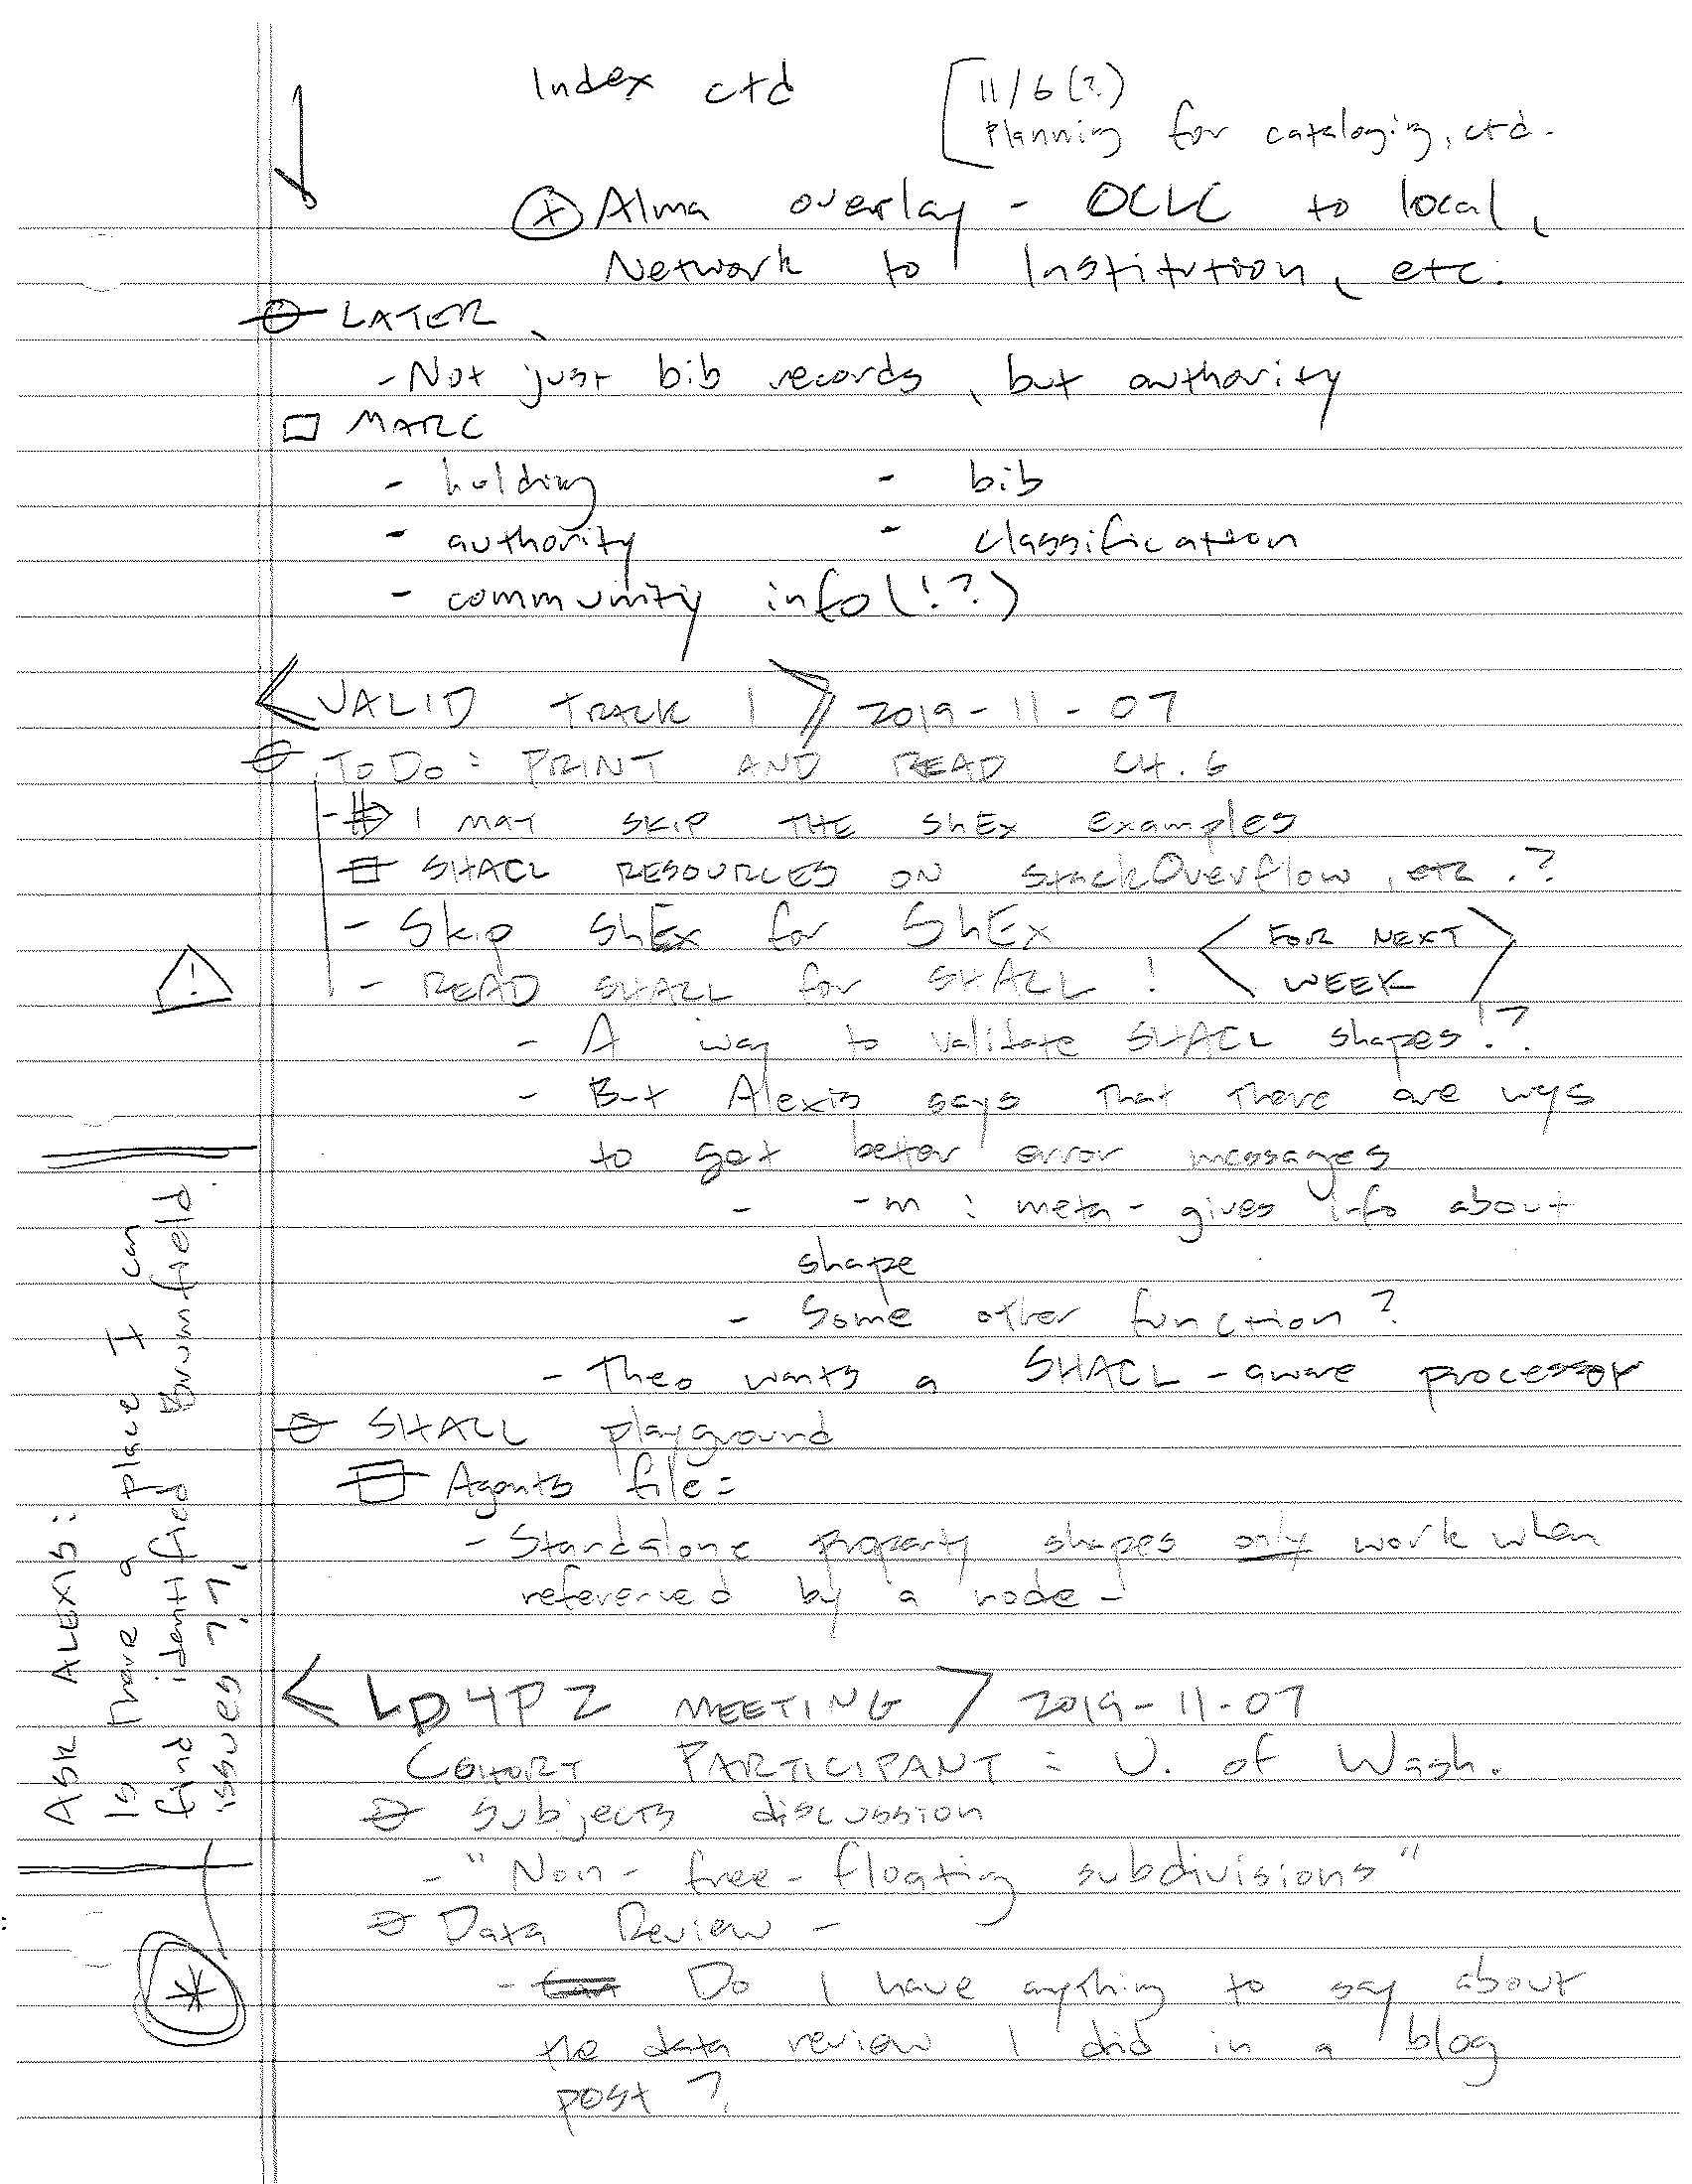 Index ctd
11/6(?)
Planning for cataloging, ctd.
Alma overlay - OCLC to local,
Network to Institution, etc.
LATER
- Not just bib records, but authority
MARC
- holding - bib
- authority - classification
- community info(!?)
<VALID TRACK 1> 2019-11-07
ToDo: PRINT AND READ CH. 6
- I MAY SKIP THE ShEx examples
SHACL RESOURCES ON StackOverflow, etc.?
- Skip ShEx for ShEx
- READ SHACL for SHACL!
<FOR NEXT
WEEK>
!
- A way to validate SHACL shapes!?
- But Alexis says that there are wys
to get better error messages
- -m : meta - gives info about
shape
- Some other function?
- Theo wants a SHACL-aware processor
SHACL playground
Agents file:
- Standalone property shapes only work when
referenced by a node -
ASK ALEXIS:
Is there a place I can
find identified Brownfield
issues??
<LD4P2 MEETING> 2019-11-07
COHORT PARTICIPANT: U. of Wash.
Subjects discussion
- "Non-free-floating subdivisions"
Data Review -
- Do I have anything to say about
the data review I did in a blog
post?